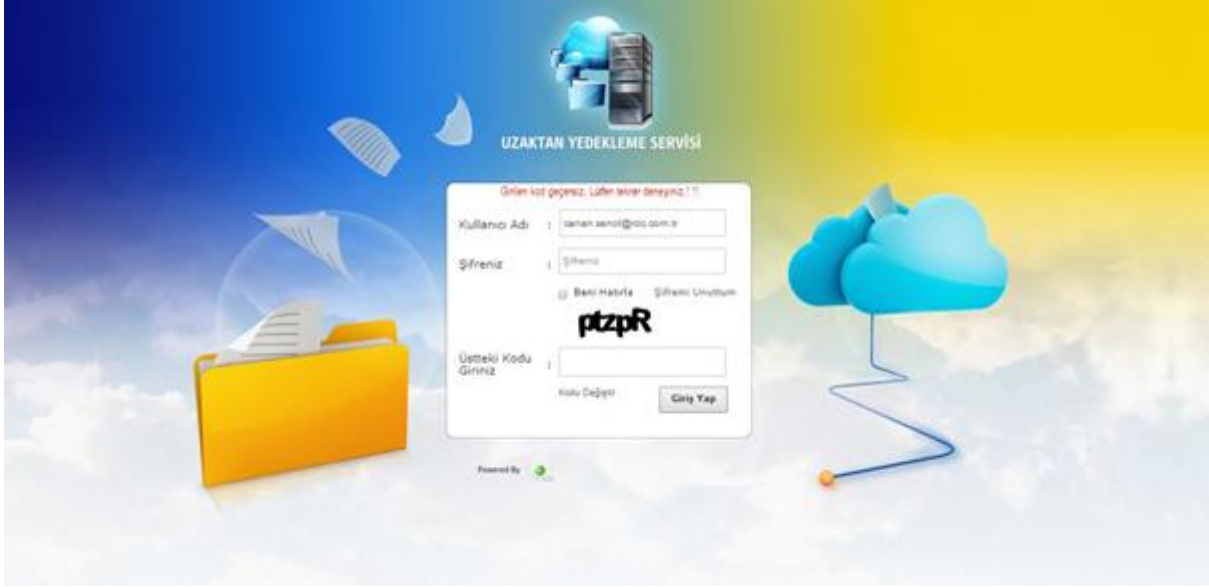 UZAKTAN YEDEKLEME SERVİSİ
Girilen kod geçersiz. Lütfen tekrar deneyiniz.! !!
Kullanıcı Adı :
Şifreniz : Şifreniz
Beni Hatırla Şifremi Unuttum
ptzpR
Üstteki Kodu
Giriniz :
Kodu Değiştir Giriş Yap
Powered By